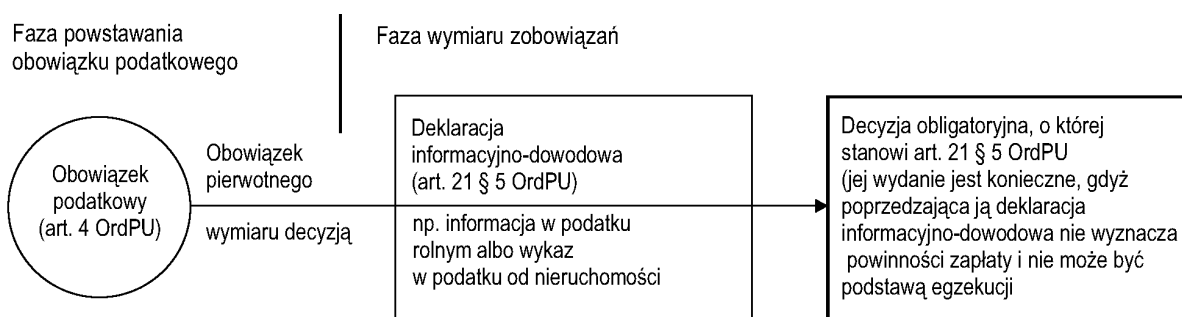 Faza powstawania
obowiązku podatkowego
Faza wymiaru zobowiązań
Obowiązek
podatkowy
(art. 4 OrdPU)
Obowiązek
pierwotnego
wymiaru decyzją
Deklaracja
informacyjno-dowodowa
(art. 21 § 5 OrdPU)
np. informacja w podatku
rolnym albo wykaz
w podatku od nieruchomości
Decyzja obligatoryjna, o której
stanowi art. 21 § 5 OrdPU
(jej wydanie jest konieczne, gdyż
poprzedzająca ją deklaracja
informacyjno-dowodowa nie wyznacza
powinności zapłaty i nie może być
podstawą egzekucji